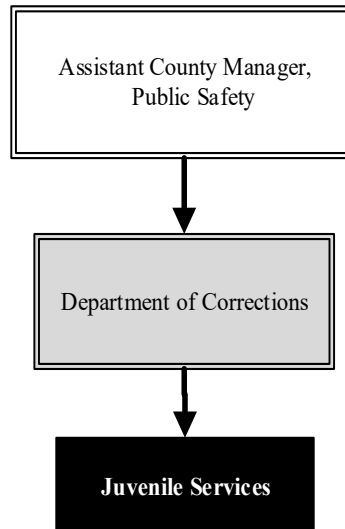 Assistant County Manager,
Public Safety
Department of Corrections
Juvenile Services